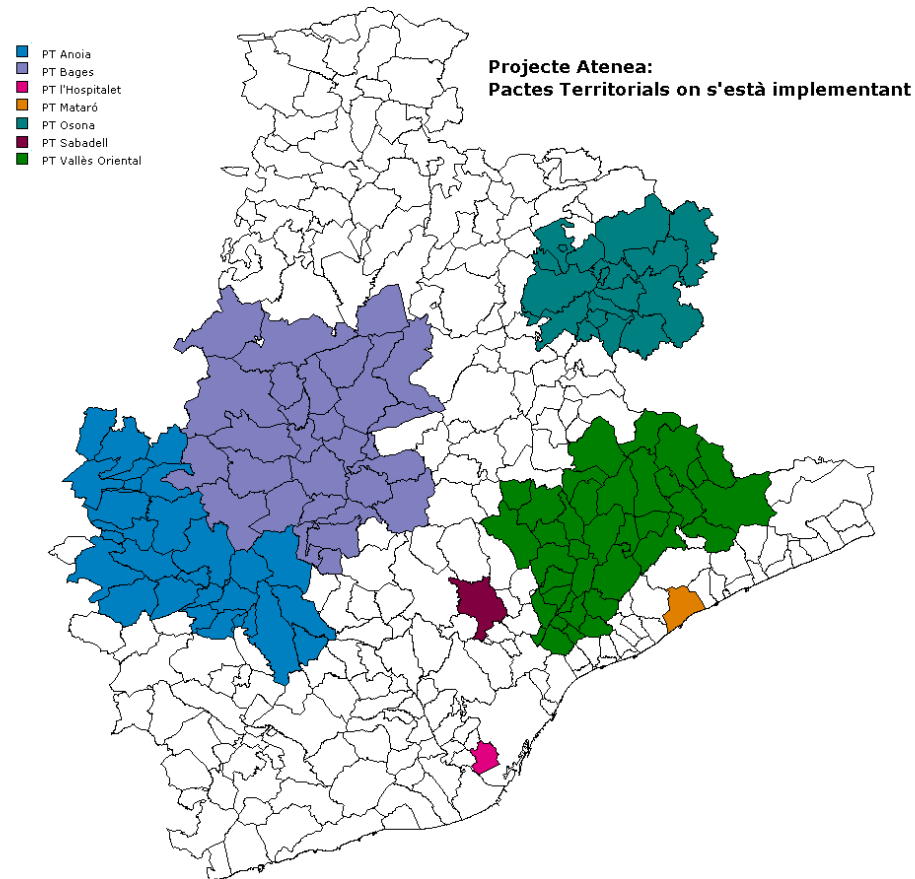 PT Anoia
PT Bages
PT l'Hospitalet
PT Mataró
PT Osona
PT Sabadell
PT Vallès Oriental
Projecte Atenea:
Pactes Territorials on s'està implementant